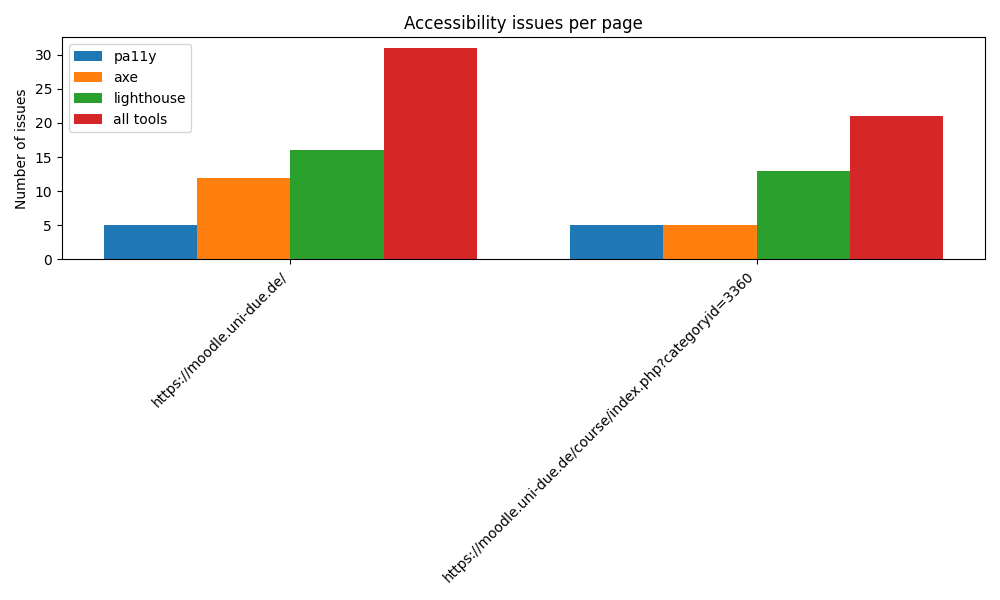 Accessibility issues per page
Number of issues
30
25
20
15
10
5
0
pa11y
axe
lighthouse
all tools
https://moodle.uni-due.de/
https://moodle.uni-due.de/course/index.php?categoryid=3360